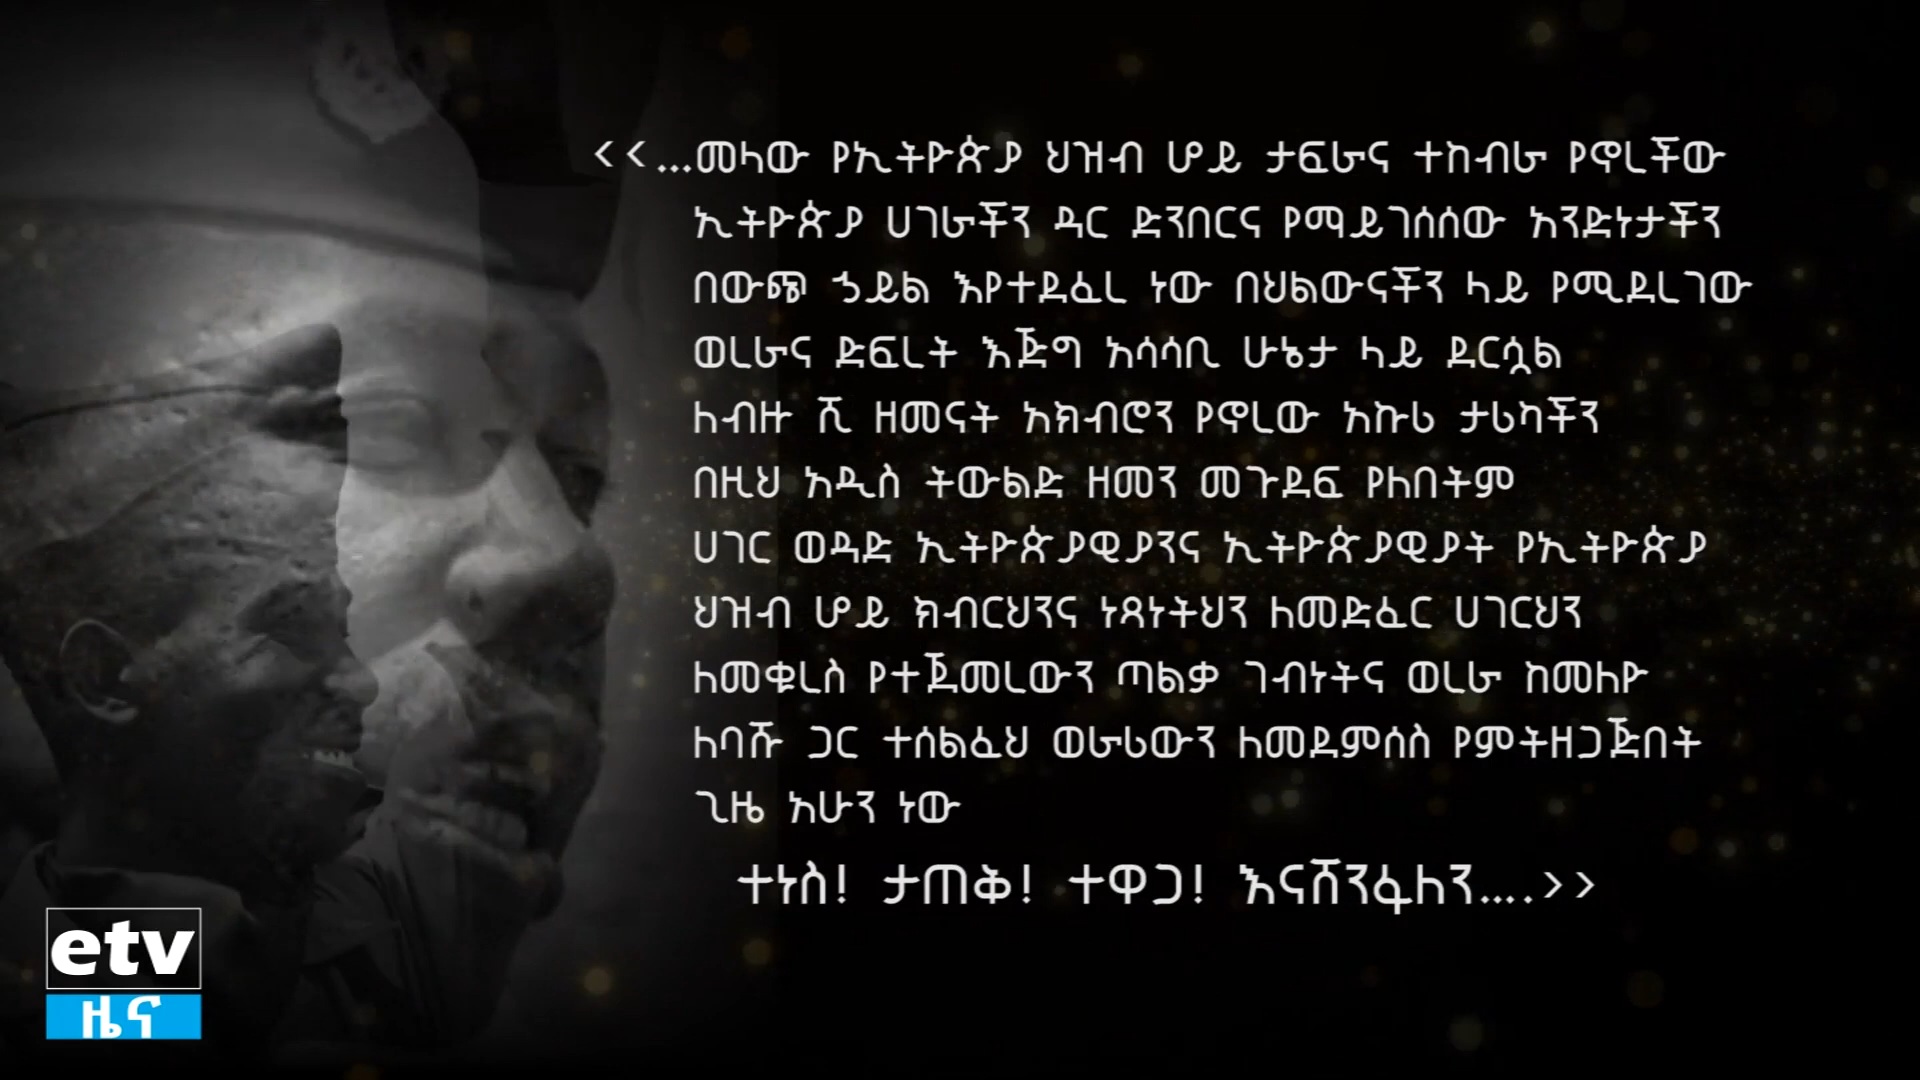 <<...መላው የኢትዮጵያ ህዝብ ሆይ ታፍራና ተከብራ የኖረችው
ኢትዮጵያ ሀገራችን ዳር ድንበርና የማይገሰሰው አንድነታችን
በውጭ ኃይል እየተደፈረ ነው በህልውናችን ላይ የሚደረገው
ወረራና ድፍረት እጅግ አሳሳቢ ሁኔታ ላይ ደርሷል
ለብዙ ሺ ዘመናት አክብሮን የኖረው አኩሪ ታሪካችን
በዚህ አዲስ ትውልድ ዘመን መጉደፍ የለበትም
ሀገር ወዳድ ኢትዮጵያዊያንና ኢትዮጵያዊያት የኢትዮጵያ
ህዝብ ሆይ ክብርህንና ነጻነትህን ለመድፈር ሀገርህን
ለመቁረስ የተጀመረውን ጣልቃ ገብነትና ወረራ ከመለዮ
ለባሹ ጋር ተሰልፈህ ወራሪውን ለመደምሰስ የምትዘጋጅበት
ጊዜ አሁን ነው
ተነስ! ታጠቅ! ተዋጋ! እናሸንፋለን....>>
etv
ዜና